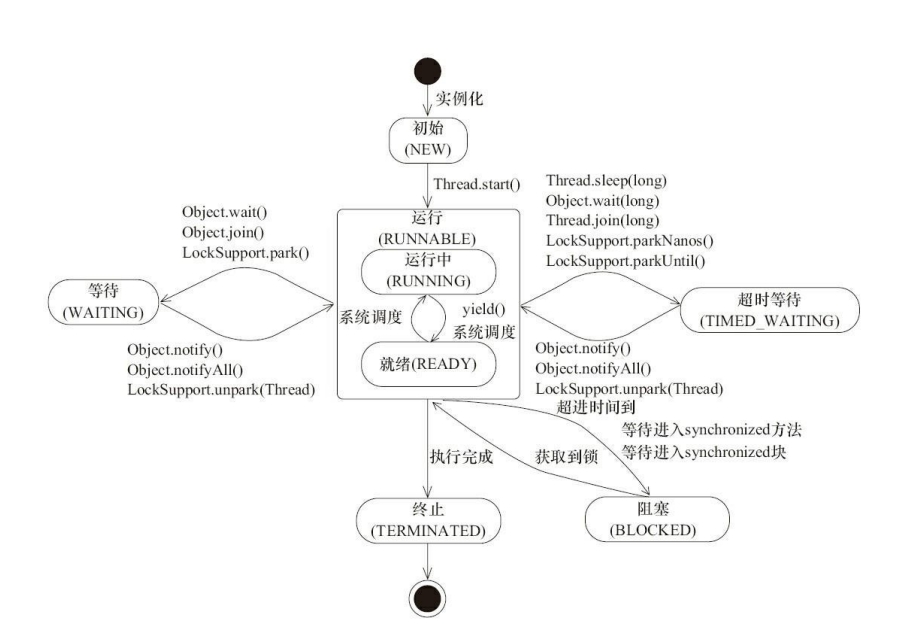 实例化
初始
(NEW)
Thread.start()
Object.wait()
Object.join()
LockSupport.park()
Thread.sleep(long)
Object.wait(long)
Thread.join(long)
LockSupport.parkNanos()
LockSupport.parkUntil()
运行
(RUNNABLE)
运行中
(RUNNING)
系统调度
yield()
系统调度
就绪(READY)
等待
(WAITING)
超时等待
(TIMED_WAITING)
Object.notify()
Object.notifyAll()
LockSupport.unpark(Thread)
Object.notify()
Object.notifyAll()
LockSupport.unpark(Thread)
超进时间到
等待进入synchronized方法
等待进入synchronized块
执行完成
获取到锁
终止
(TERMINATED)
阻塞
(BLOCKED)